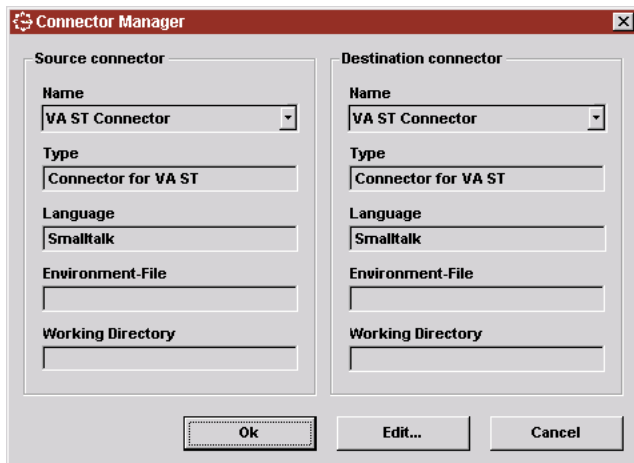 Connector Manager
Source connector
Name
VA ST Connector
Type
Connector for VA ST
Language
Smalltalk
Environment-File
Working Directory
Destination connector
Name
VA ST Connector
Type
Connector for VA ST
Language
Smalltalk
Environment-File
Working Directory
Ok
Edit...
Cancel